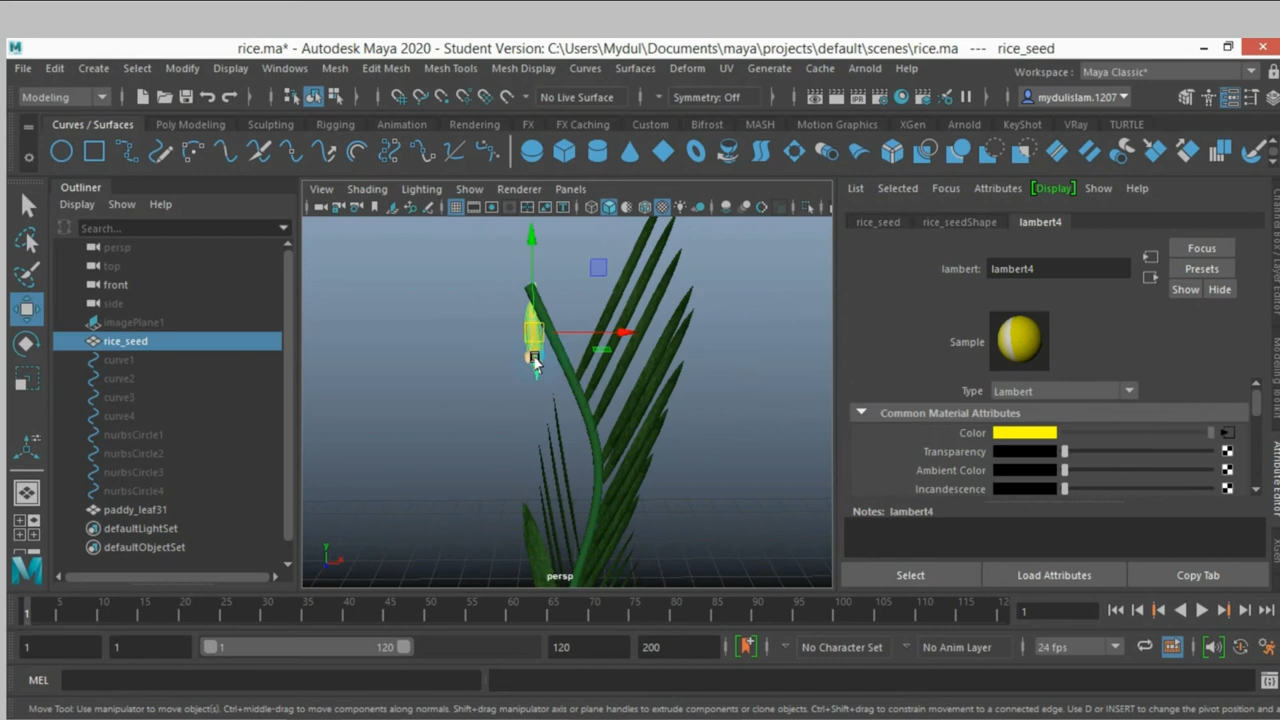 rice.ma* - Autodesk Maya 2020 - Student Version: C:\Users\Mydul\Documents\maya\projects\default\scenes\rice.ma --- rice_seed
File Edit Create Select Modify Display Windows Mesh Edit Mesh Mesh Tools Mesh Display Curves Surfaces Deform UV Generate Cache Arnold Help Workspace : Maya Classic*
Modeling No Live Surface Symmetry: Off IPR mydulislam.1207
Curves / Surfaces Poly Modeling Sculpting Rigging Animation Rendering FX FX Caching Custom Bifrost MASH Motion Graphics XGen Arnold KeyShot VRay TURTLE
Outliner
Display Show Help
Search...
persp
top
front
side
imagePlane1
rice_seed
curve1
curve2
curve3
curve4
nurbsCircle1
nurbsCircle2
nurbsCircle3
nurbsCircle4
paddy_leaf31
defaultLightSet
defaultObjectSet
View Shading Lighting Show Renderer Panels
y
x
persp
List Selected Focus Attributes [Display] Show Help
rice_seed rice_seedShape lambert4
Focus
lambert: lambert4 Presets
Show Hide
Sample
Type Lambert
Common Material Attributes
Color
Transparency
Ambient Color
Incandescence
Notes: lambert4
Select Load Attributes Copy Tab
Attribute Editor
1 5 10 15 20 25 30 35 40 45 50 55 60 65 70 75 80 85 90 95 100 105 110 115 12 1
1 1 1 120 120 200 No Character Set No Anim Layer 24 fps
MEL
Move Tool: Use manipulator to move object(s). Ctrl+middle-drag to move components along normals. Shift+drag manipulator axis or plane handles to extrude components or clone objects. Ctrl+Shift+drag to constrain movement to a connected edge. Use D or INSERT to change the pivot position and a